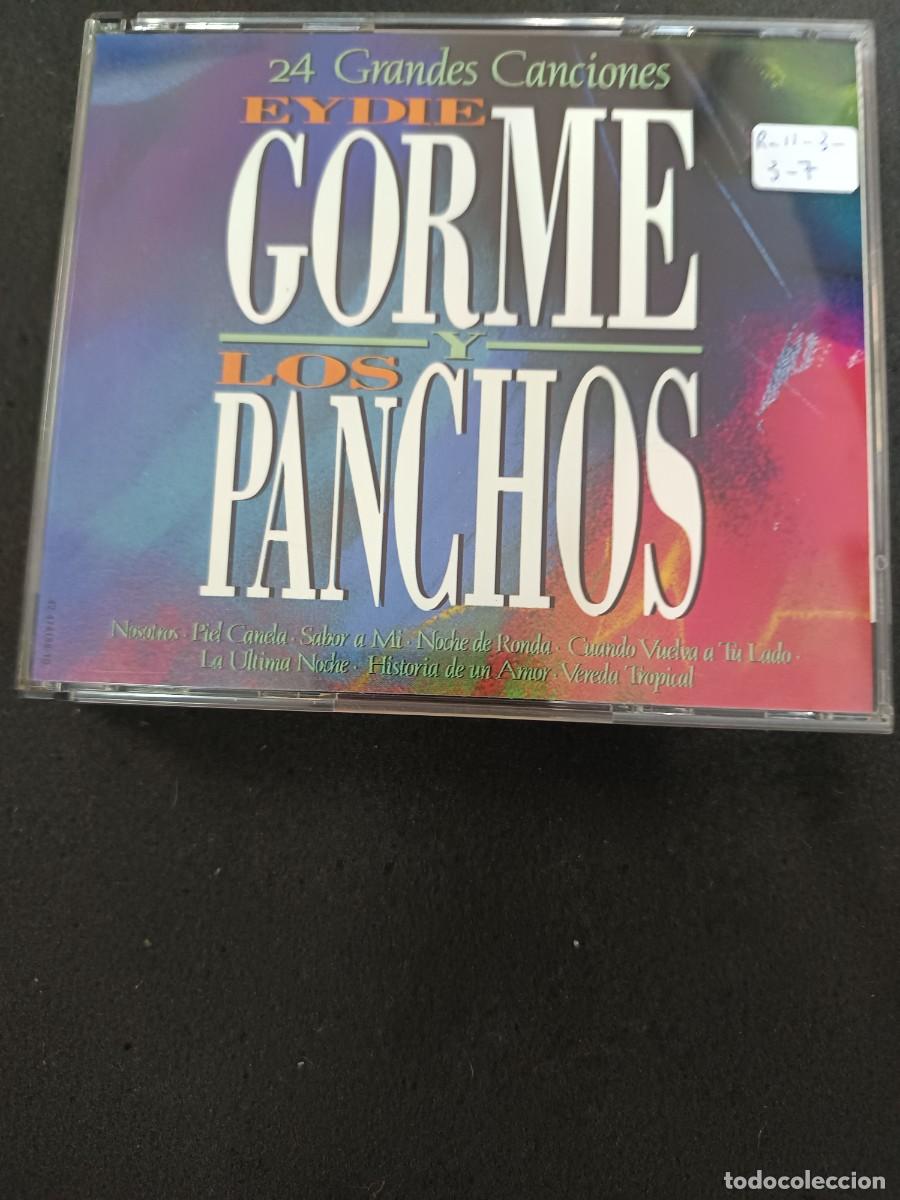 24 Grandes Canciones
EYDIE
GORME
Y
LOS
PANCHOS
R-11-3-
3-7
Nosotros · Piel Canela · Sabor a Mi · Noche de Ronda · Cuando Vuelva a Tu Lado ·
La Ultima Noche · Historia de un Amor · Vereda Tropical
todocoleccion